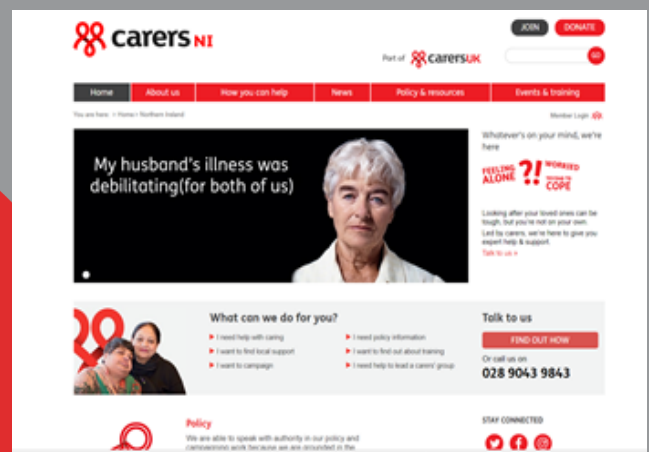 carers NI
JOIN
DONATE
Part of carersUK
GO
Home
About us
How you can help
News
Policy & resources
Events & training
You are here: > Home > Northern Ireland
Member Login
My husband's illness was
debilitating(for both of us)
Whatever's on your mind, we're
here
FEELING
ALONE
?!
WORRIED
TRYING TO
COPE
Looking after your loved ones can be
tough, but you're not on your own.
Led by carers, we're here to give you
expert help & support.
Talk to us »
What can we do for you?
I need help with caring
I want to find local support
I want to campaign
I need policy information
I want to find out about training
I need help to lead a carers' group
Talk to us
FIND OUT HOW
Or call us on
028 9043 9843
Policy
We are able to speak with authority in our policy and
campaigning work because we are grounded in the
STAY CONNECTED